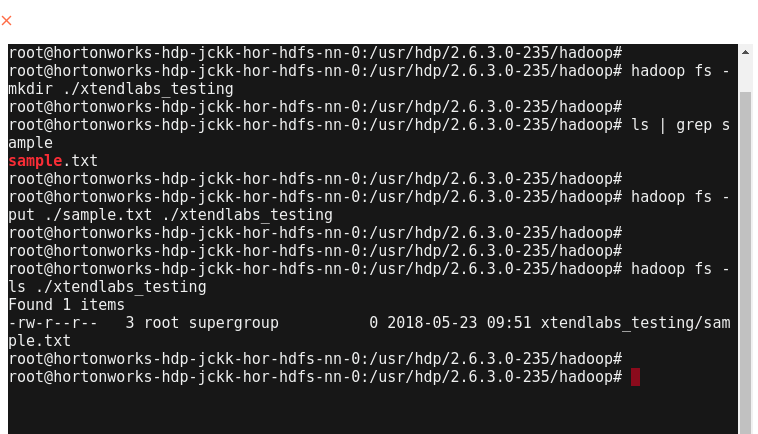 root@hortonworks-hdp-jckk-hor-hdfs-nn-0:/usr/hdp/2.6.3.0-235/hadoop#
root@hortonworks-hdp-jckk-hor-hdfs-nn-0:/usr/hdp/2.6.3.0-235/hadoop# hadoop fs -
mkdir ./xtendlabs_testing
root@hortonworks-hdp-jckk-hor-hdfs-nn-0:/usr/hdp/2.6.3.0-235/hadoop#
root@hortonworks-hdp-jckk-hor-hdfs-nn-0:/usr/hdp/2.6.3.0-235/hadoop# ls | grep s
ample
sample.txt
root@hortonworks-hdp-jckk-hor-hdfs-nn-0:/usr/hdp/2.6.3.0-235/hadoop#
root@hortonworks-hdp-jckk-hor-hdfs-nn-0:/usr/hdp/2.6.3.0-235/hadoop# hadoop fs -
put ./sample.txt ./xtendlabs_testing
root@hortonworks-hdp-jckk-hor-hdfs-nn-0:/usr/hdp/2.6.3.0-235/hadoop#
root@hortonworks-hdp-jckk-hor-hdfs-nn-0:/usr/hdp/2.6.3.0-235/hadoop#
root@hortonworks-hdp-jckk-hor-hdfs-nn-0:/usr/hdp/2.6.3.0-235/hadoop# hadoop fs -
ls ./xtendlabs_testing
Found 1 items
-rw-r--r--   3 root supergroup          0 2018-05-23 09:51 xtendlabs_testing/sam
ple.txt
root@hortonworks-hdp-jckk-hor-hdfs-nn-0:/usr/hdp/2.6.3.0-235/hadoop#
root@hortonworks-hdp-jckk-hor-hdfs-nn-0:/usr/hdp/2.6.3.0-235/hadoop#